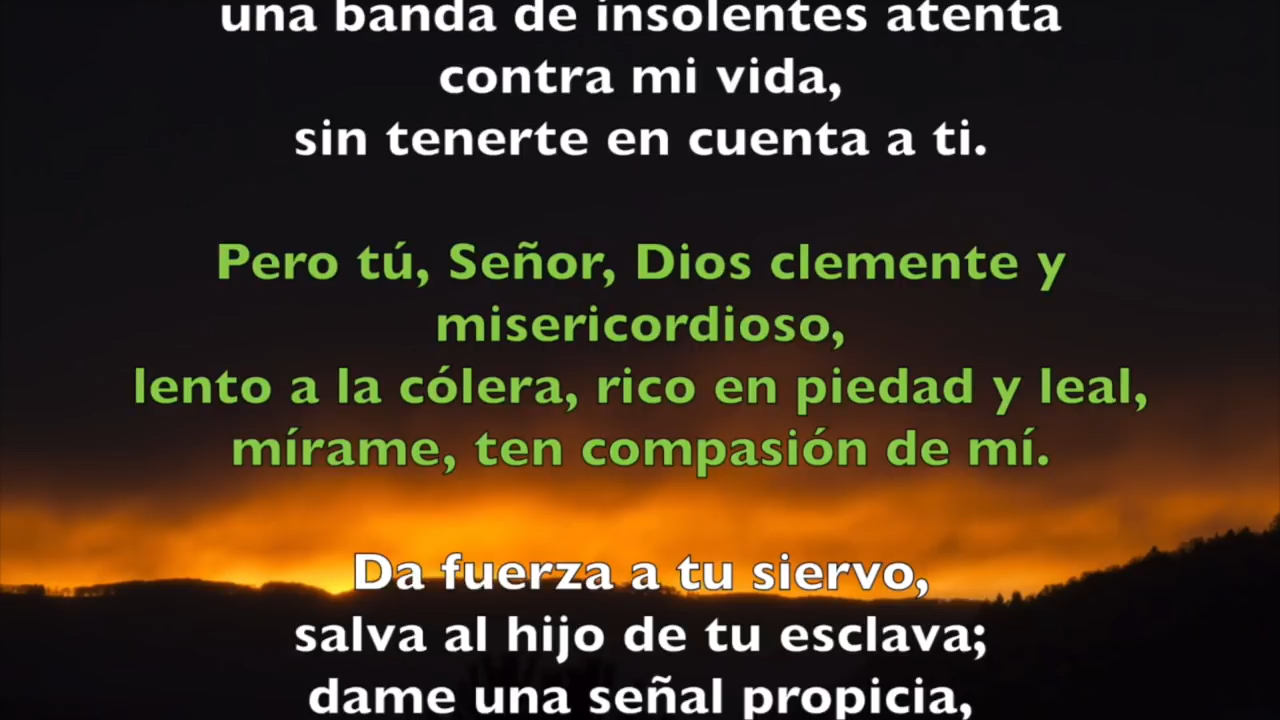 una banda de insolentes atenta
contra mi vida,
sin tenerte en cuenta a ti.
Pero tú, Señor, Dios clemente y
misericordioso,
lento a la cólera, rico en piedad y leal,
mírame, ten compasión de mí.
Da fuerza a tu siervo,
salva al hijo de tu esclava;
dame una señal propicia,